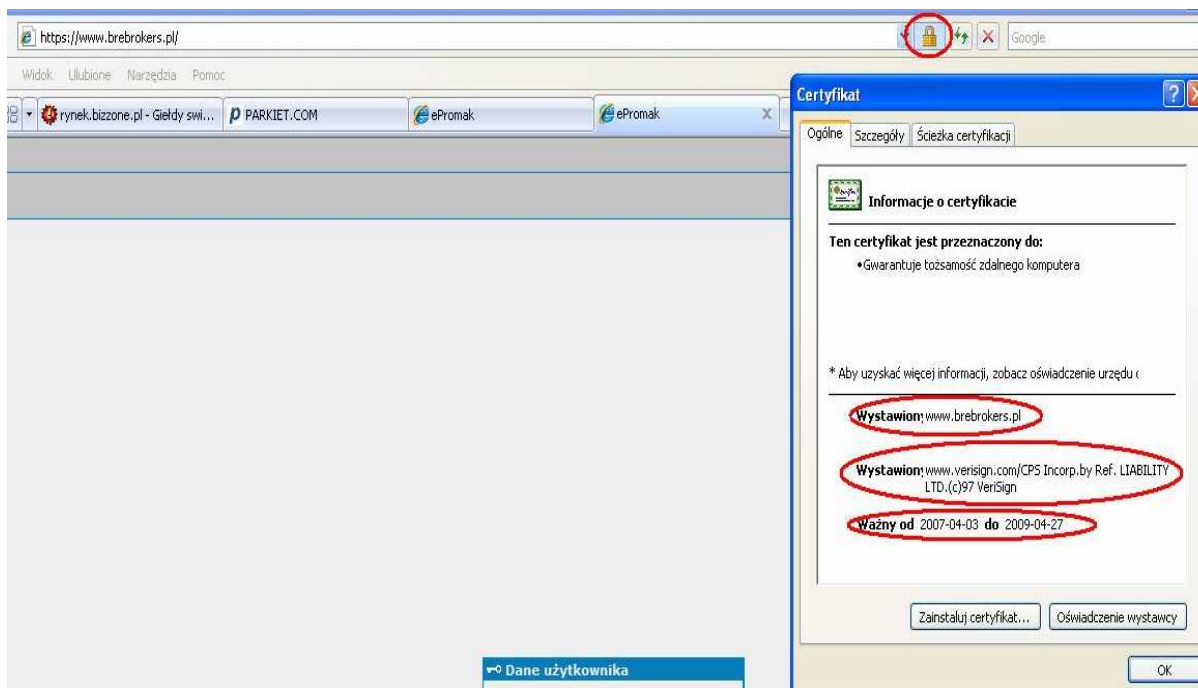 https://www.brebrokers.pl/
Google
Widok Ulubione Narzędzia Pomoc
rynek.bizzone.pl - Giełdy swi... PARKIET.COM ePromak ePromak X
Certyfikat
Ogólne Szczegóły Ścieżka certyfikacji
Informacje o certyfikacie
Ten certyfikat jest przeznaczony do:
•Gwarantuje tożsamość zdalnego komputera
* Aby uzyskać więcej informacji, zobacz oświadczenie urzędu c
Wystawiony www.brebrokers.pl
Wystawiony www.verisign.com/CPS Incorp.by Ref. LIABILITY
LTD.(c)97 VeriSign
Ważny od 2007-04-03 do 2009-04-27
Zainstaluj certyfikat... Oświadczenie wystawcy
Dane użytkownika
OK